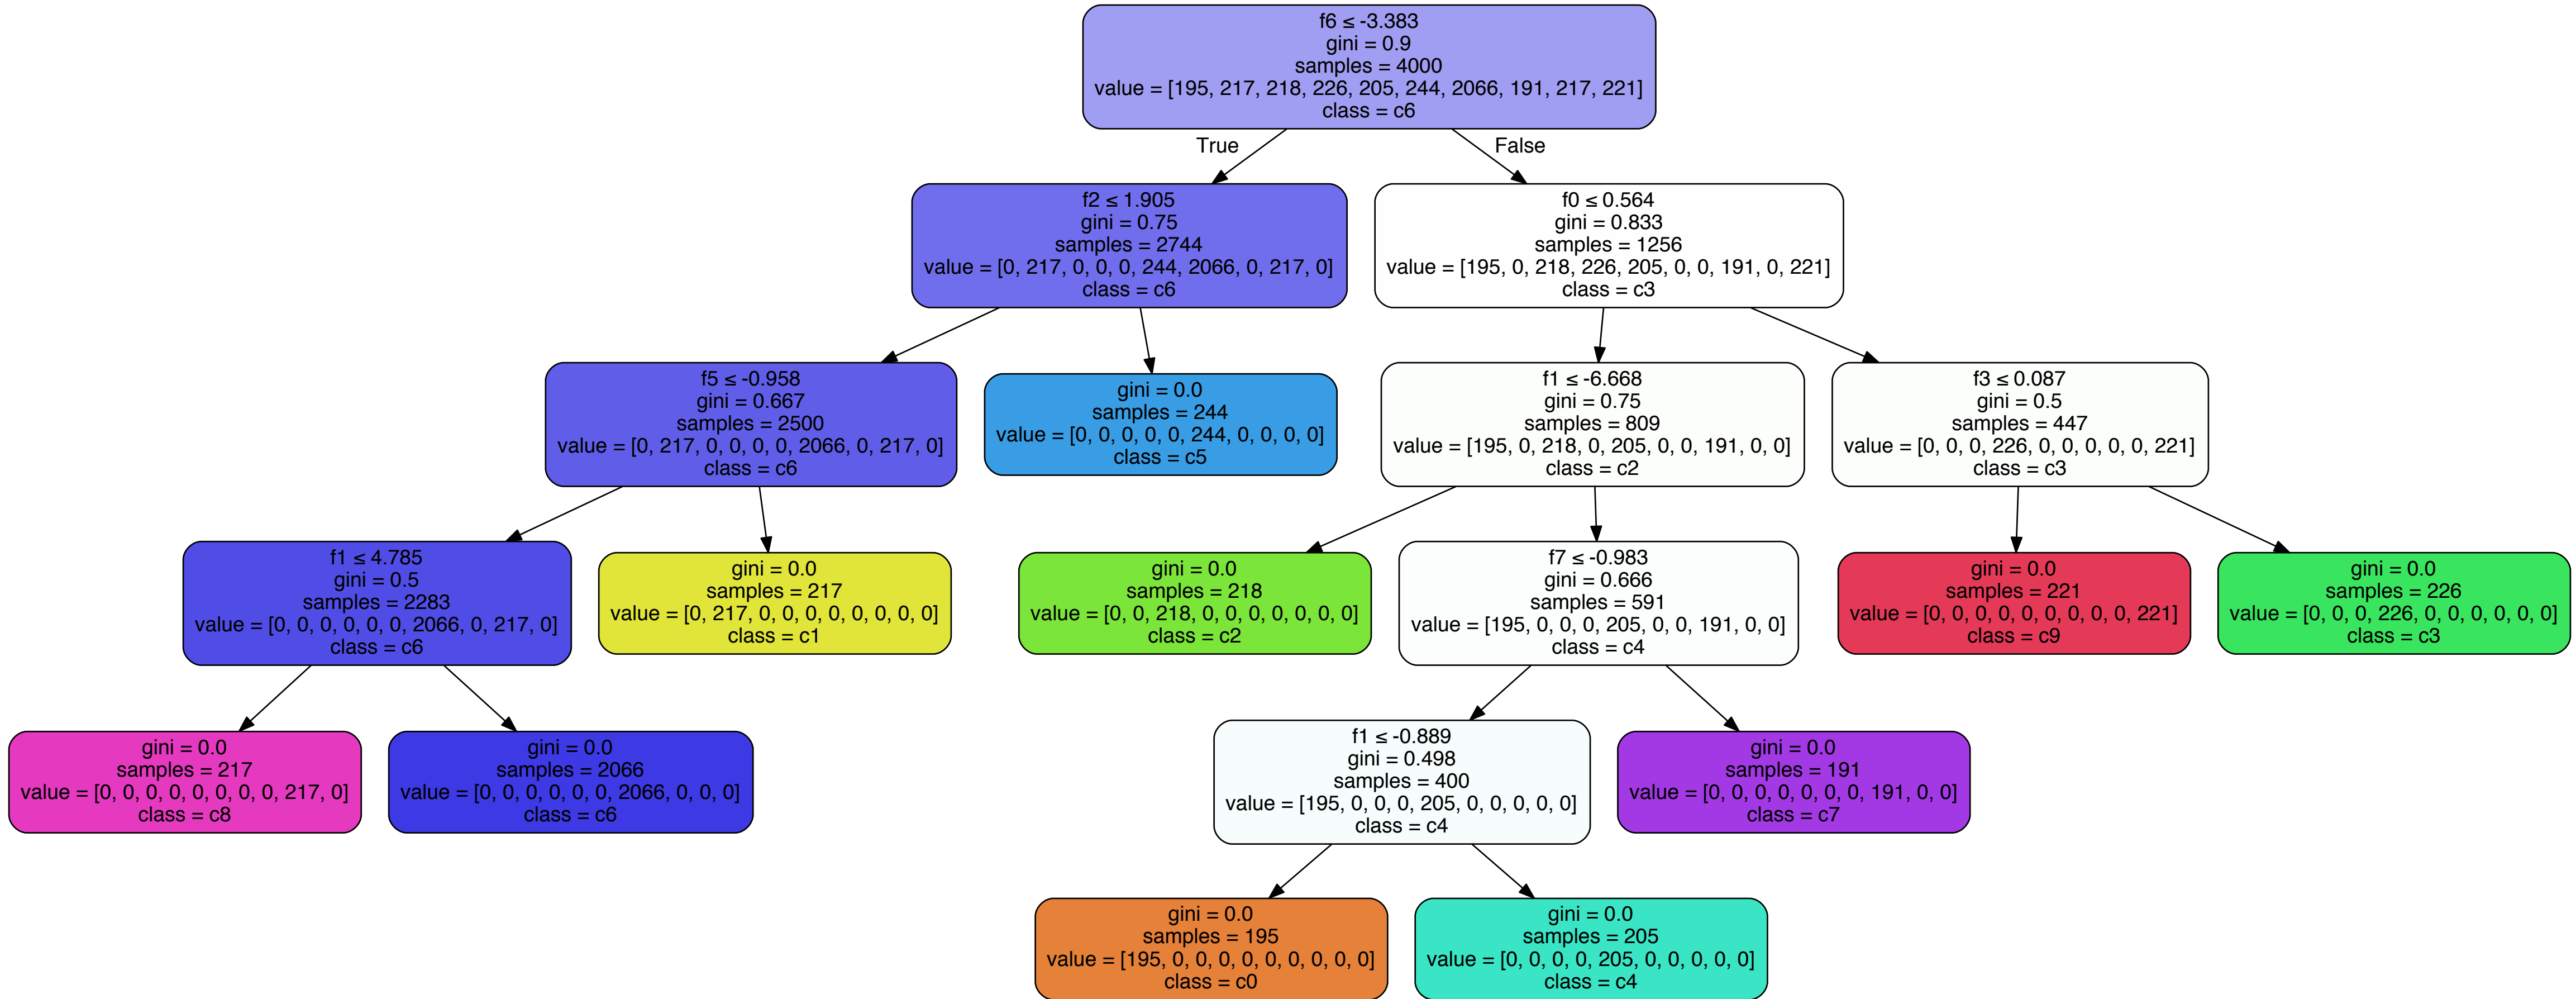 f6 ≤ -3.383
gini = 0.9
samples = 4000
value = [195, 217, 218, 226, 205, 244, 2066, 191, 217, 221]
class = c6
True
False
f2 ≤ 1.905
gini = 0.75
samples = 2744
value = [0, 217, 0, 0, 0, 244, 2066, 0, 217, 0]
class = c6
f0 ≤ 0.564
gini = 0.833
samples = 1256
value = [195, 0, 218, 226, 205, 0, 0, 191, 0, 221]
class = c3
f5 ≤ -0.958
gini = 0.667
samples = 2500
value = [0, 217, 0, 0, 0, 0, 2066, 0, 217, 0]
class = c6
gini = 0.0
samples = 244
value = [0, 0, 0, 0, 0, 244, 0, 0, 0, 0]
class = c5
f1 ≤ -6.668
gini = 0.75
samples = 809
value = [195, 0, 218, 0, 205, 0, 0, 191, 0, 0]
class = c2
f3 ≤ 0.087
gini = 0.5
samples = 447
value = [0, 0, 0, 226, 0, 0, 0, 0, 0, 221]
class = c3
f1 ≤ 4.785
gini = 0.5
samples = 2283
value = [0, 0, 0, 0, 0, 0, 2066, 0, 217, 0]
class = c6
gini = 0.0
samples = 217
value = [0, 217, 0, 0, 0, 0, 0, 0, 0, 0]
class = c1
gini = 0.0
samples = 218
value = [0, 0, 218, 0, 0, 0, 0, 0, 0, 0]
class = c2
f7 ≤ -0.983
gini = 0.666
samples = 591
value = [195, 0, 0, 0, 205, 0, 0, 191, 0, 0]
class = c4
gini = 0.0
samples = 221
value = [0, 0, 0, 0, 0, 0, 0, 0, 0, 221]
class = c9
gini = 0.0
samples = 226
value = [0, 0, 0, 226, 0, 0, 0, 0, 0, 0]
class = c3
gini = 0.0
samples = 217
value = [0, 0, 0, 0, 0, 0, 0, 0, 217, 0]
class = c8
gini = 0.0
samples = 2066
value = [0, 0, 0, 0, 0, 0, 2066, 0, 0, 0]
class = c6
f1 ≤ -0.889
gini = 0.498
samples = 400
value = [195, 0, 0, 0, 205, 0, 0, 0, 0, 0]
class = c4
gini = 0.0
samples = 191
value = [0, 0, 0, 0, 0, 0, 0, 191, 0, 0]
class = c7
gini = 0.0
samples = 195
value = [195, 0, 0, 0, 0, 0, 0, 0, 0, 0]
class = c0
gini = 0.0
samples = 205
value = [0, 0, 0, 0, 205, 0, 0, 0, 0, 0]
class = c4